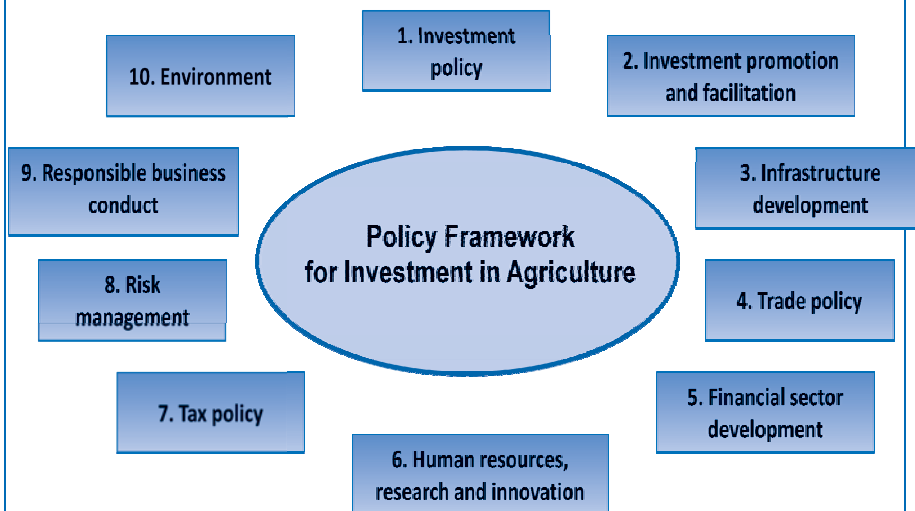 1. Investment
policy
2. Investment promotion
and facilitation
3. Infrastructure
development
4. Trade policy
5. Financial sector
development
6. Human resources,
research and innovation
7. Tax policy
8. Risk
management
9. Responsible business
conduct
10. Environment
Policy Framework
for Investment in Agriculture